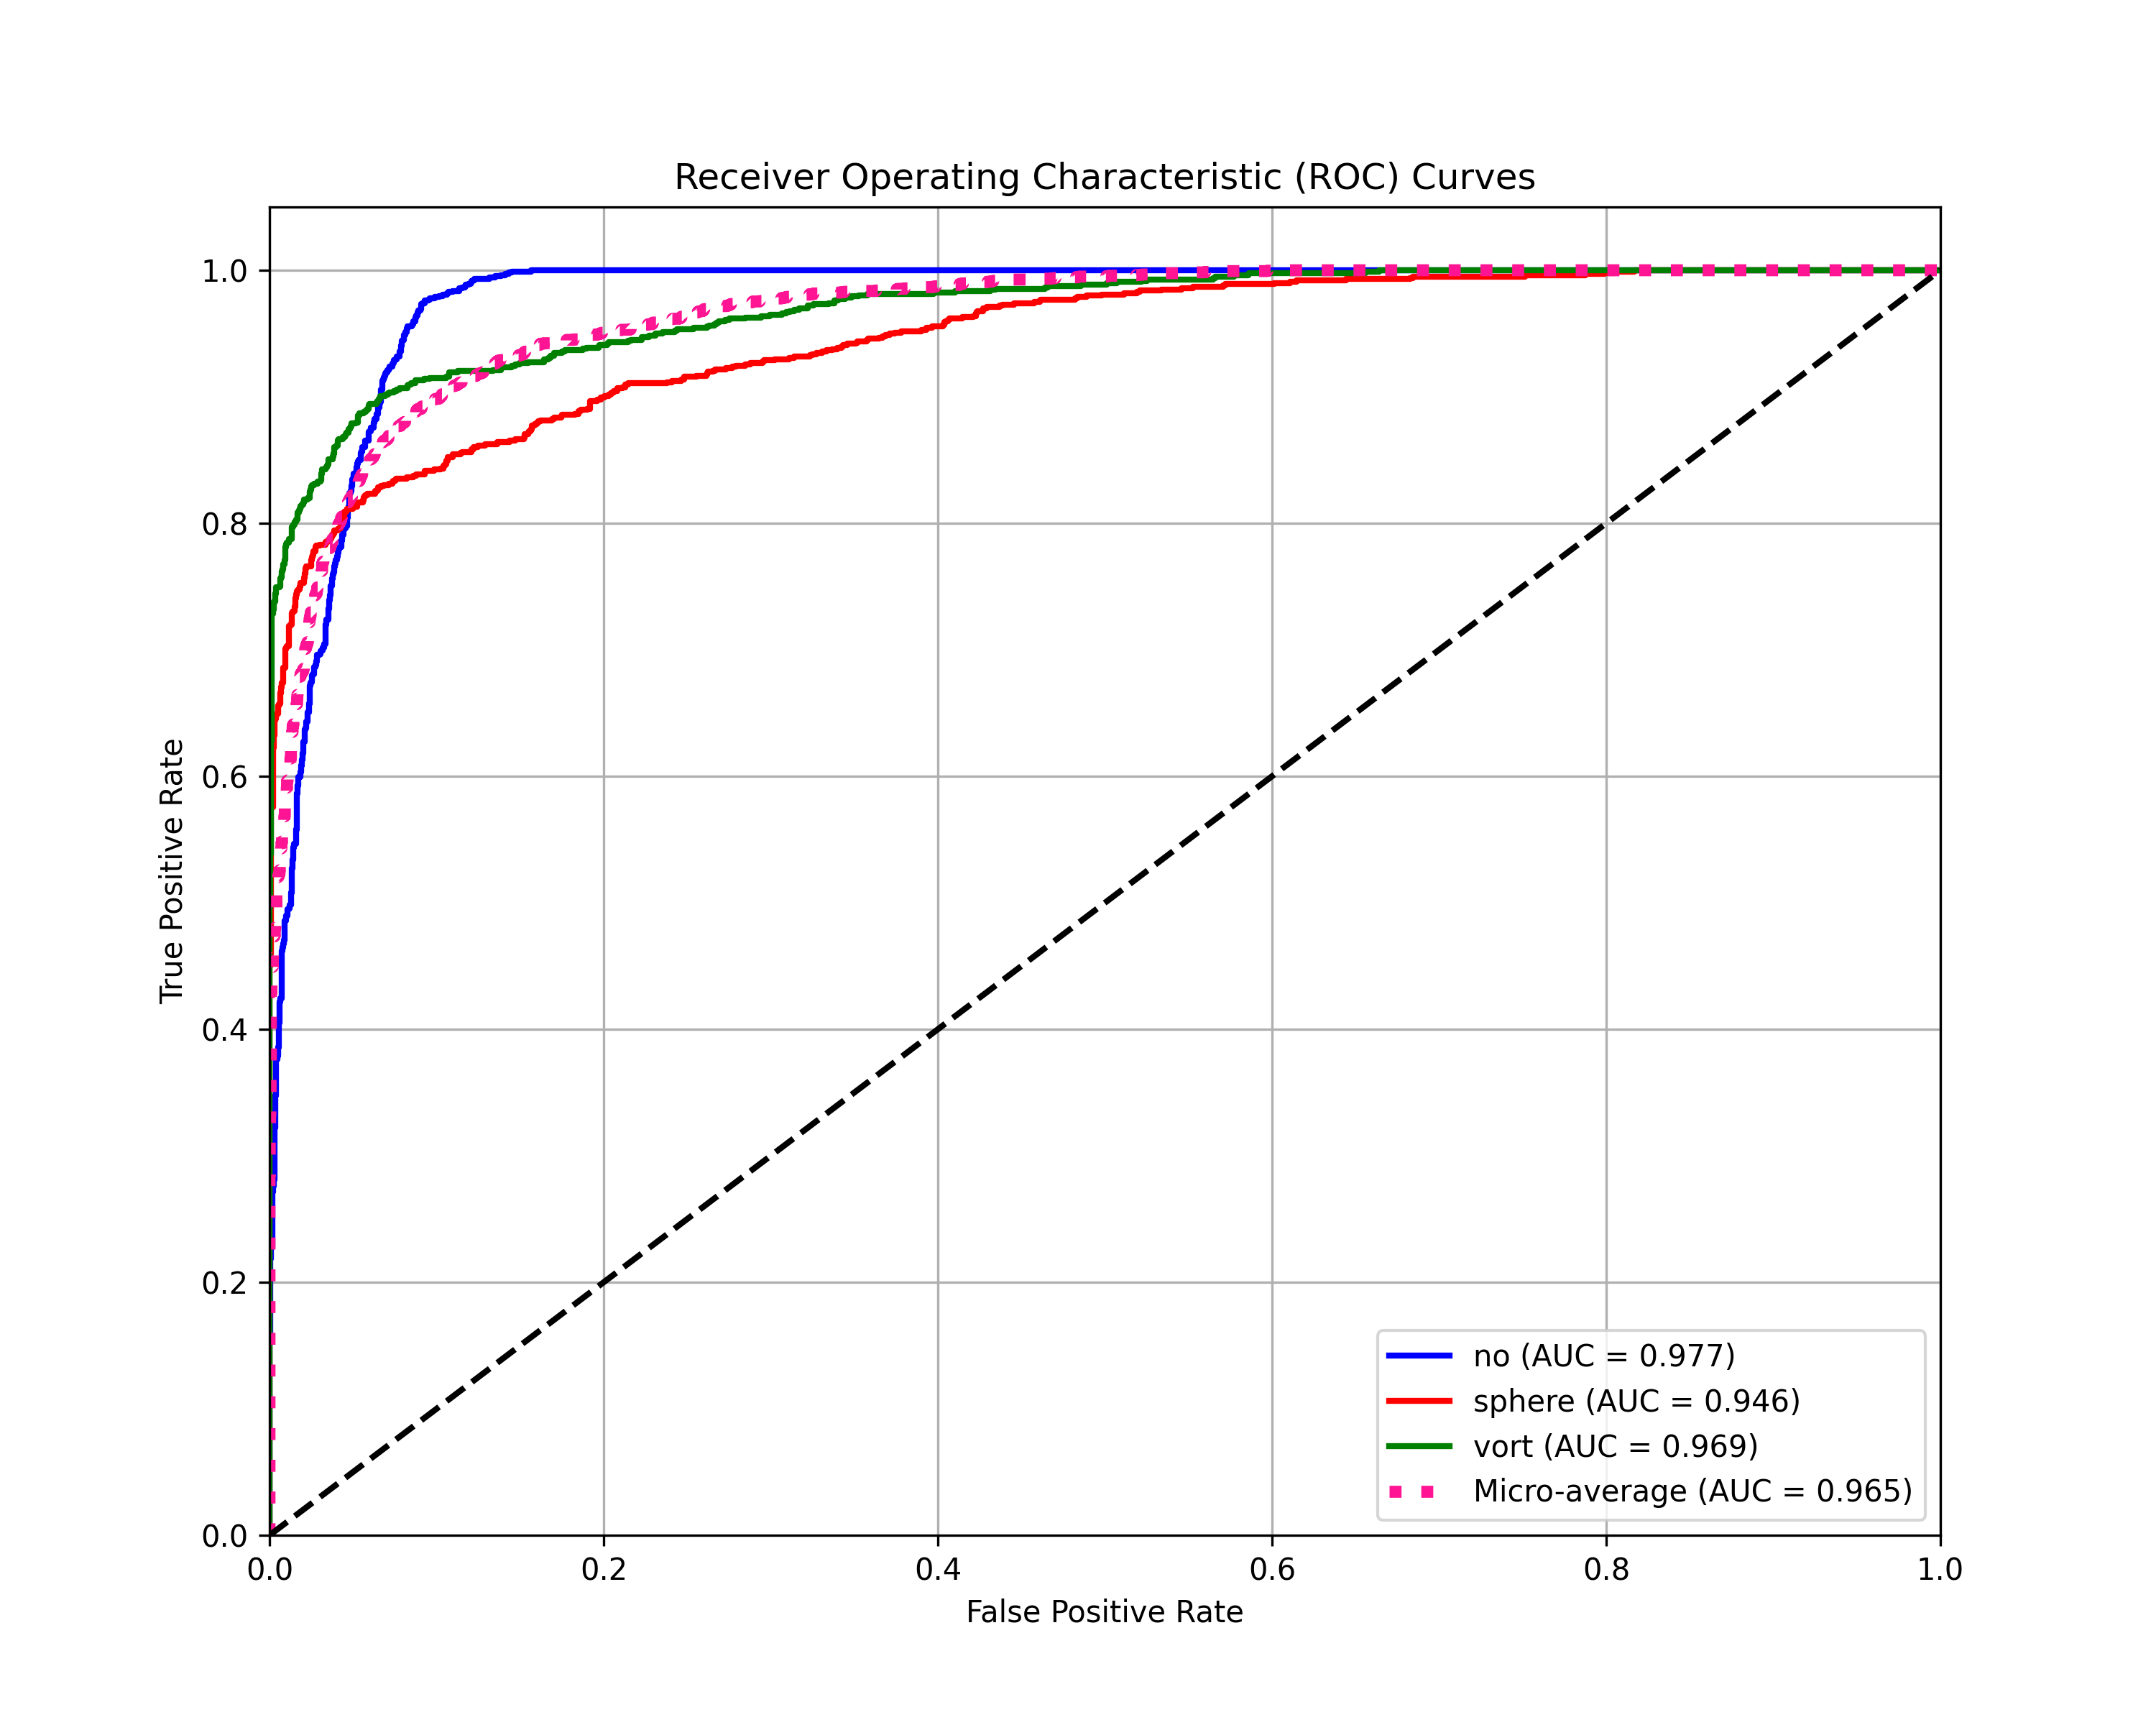 Receiver Operating Characteristic (ROC) Curves
True Positive Rate
1.0
0.8
0.6
0.4
0.2
0.0
0.0 0.2 0.4 0.6 0.8 1.0
False Positive Rate
no (AUC = 0.977)
sphere (AUC = 0.946)
vort (AUC = 0.969)
Micro-average (AUC = 0.965)